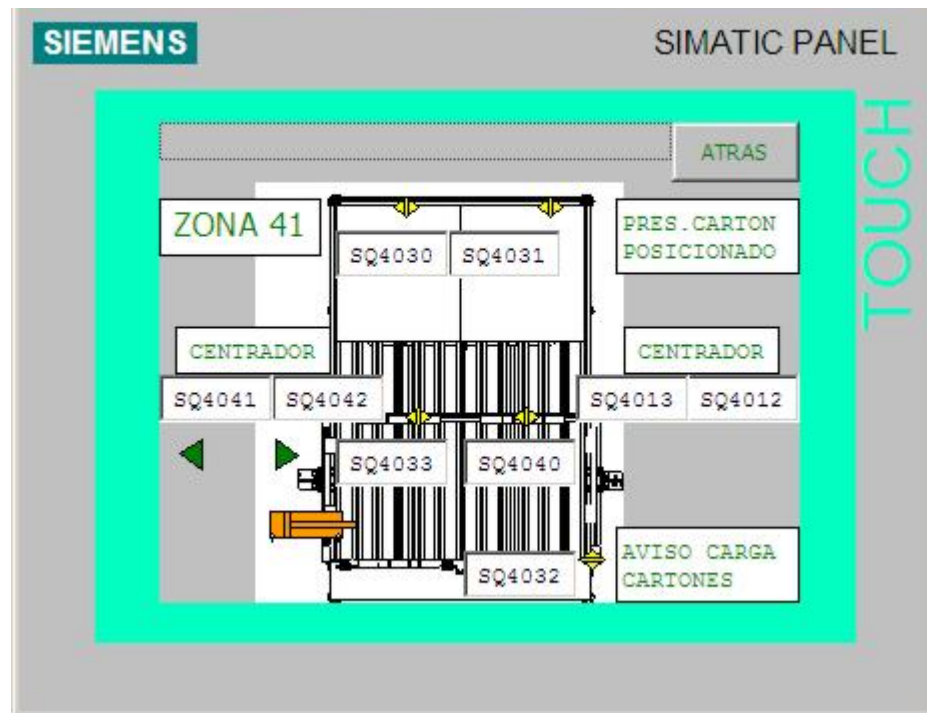 SIEMENS
SIMATIC PANEL
TOUCH
ATRAS
ZONA 41
PRES.CARTON
POSICIONADO
SQ4030
SQ4031
CENTRADOR
CENTRADOR
SQ4041
SQ4042
SQ4013
SQ4012
SQ4033
SQ4040
AVISO CARGA
CARTONES
SQ4032